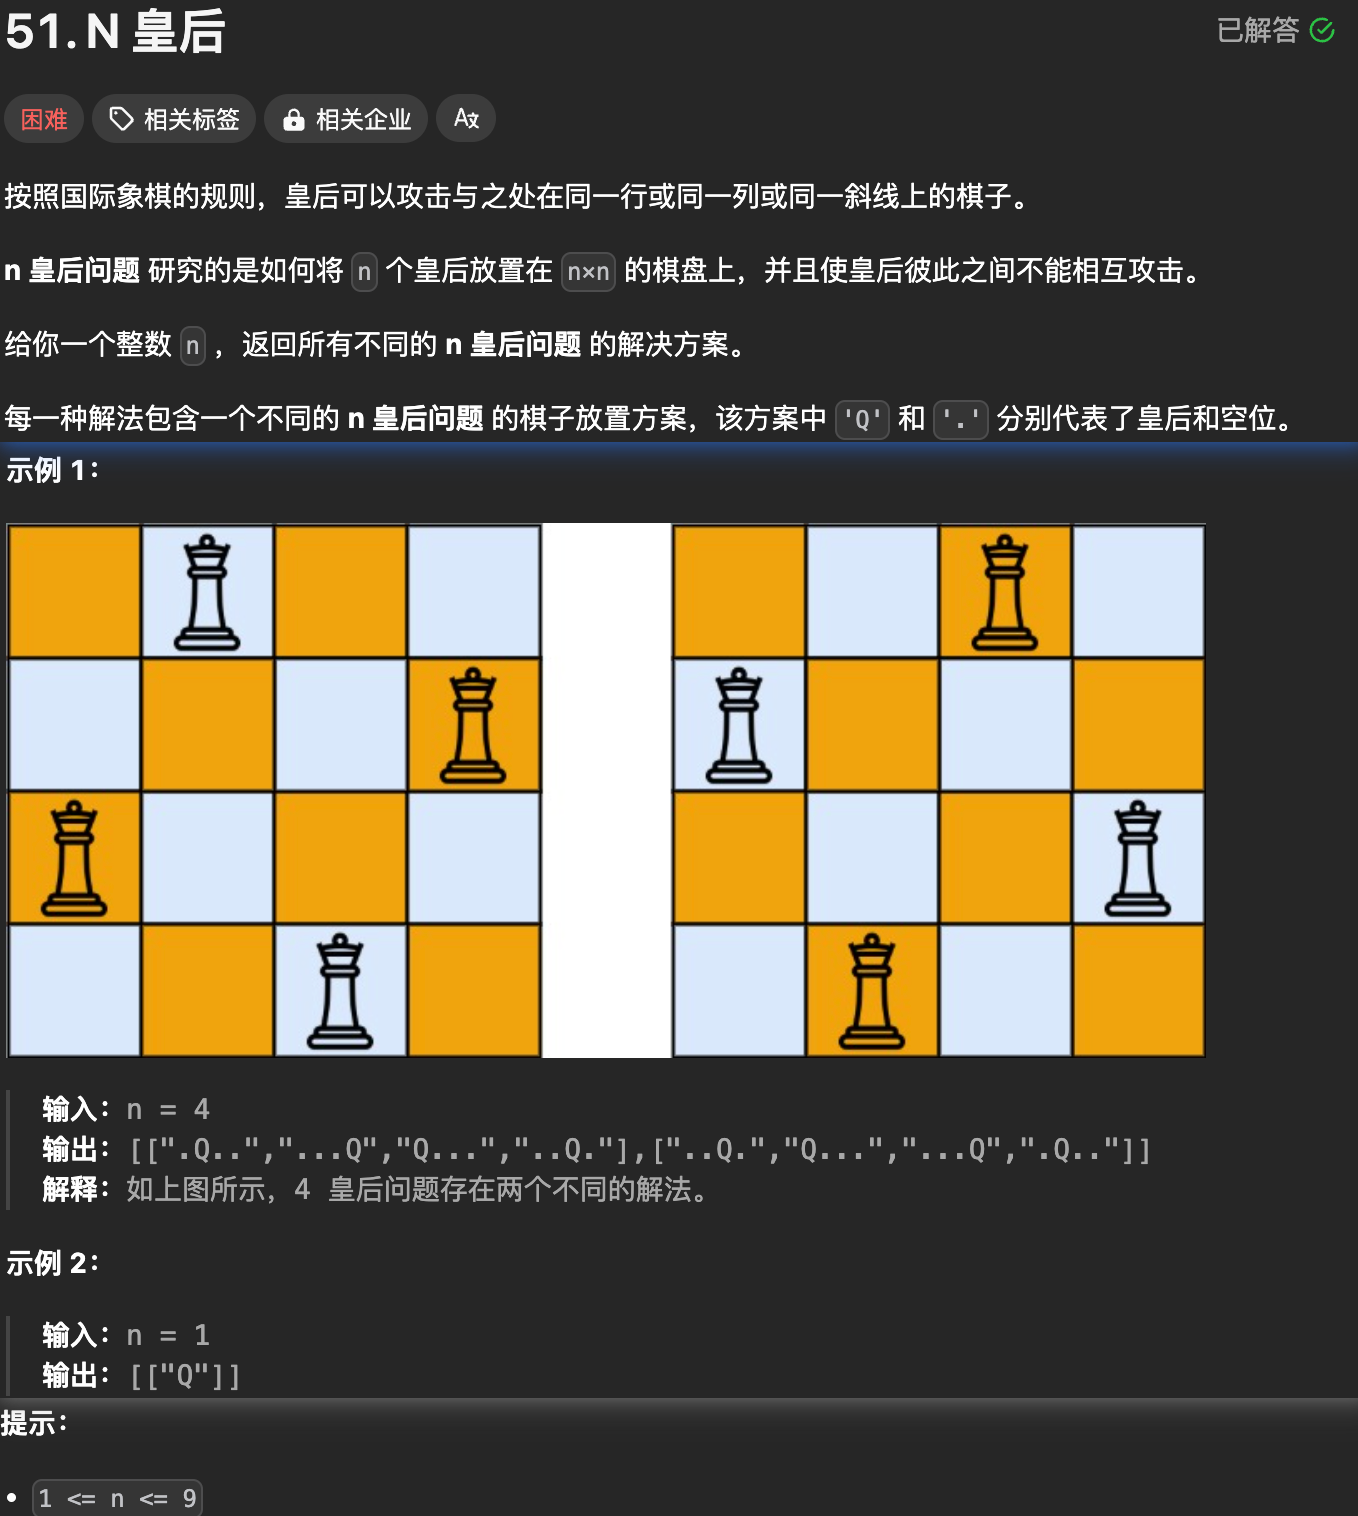 51. N 皇后
已解答
困难
相关标签
相关企业
按照国际象棋的规则，皇后可以攻击与之处在同一行或同一列或同一斜线上的棋子。
n 皇后问题 研究的是如何将 n 个皇后放置在 n×n 的棋盘上，并且使皇后彼此之间不能相互攻击。
给你一个整数 n ，返回所有不同的 n 皇后问题 的解决方案。
每一种解法包含一个不同的 n 皇后问题 的棋子放置方案，该方案中 'Q' 和 '.' 分别代表了皇后和空位。
示例 1：
输入：n = 4
输出：[[".Q..","...Q","Q...","..Q."],["..Q.","Q...","...Q",".Q.."]]
解释：如上图所示，4 皇后问题存在两个不同的解法。
示例 2：
输入：n = 1
输出：[["Q"]]
提示：
• 1 <= n <= 9